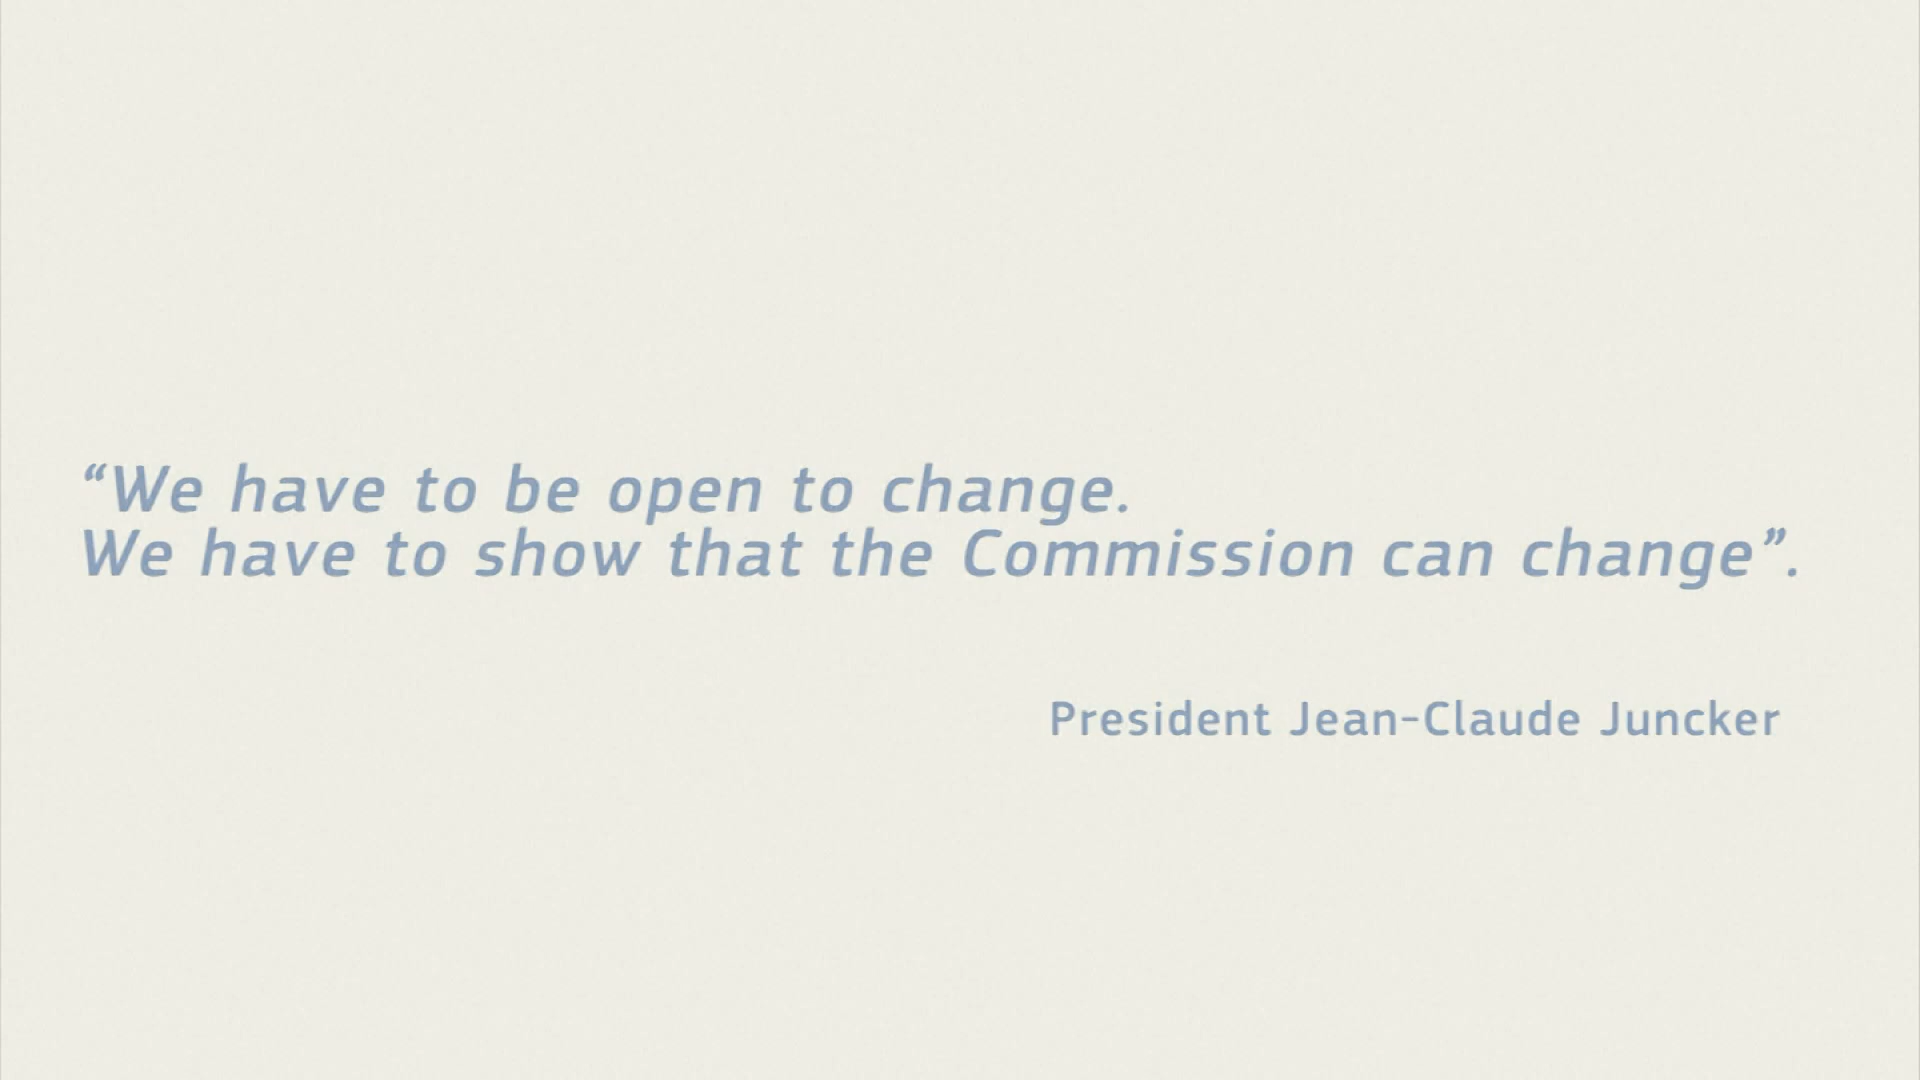 “We have to be open to change.
We have to show that the Commission can change”.
President Jean-Claude Juncker